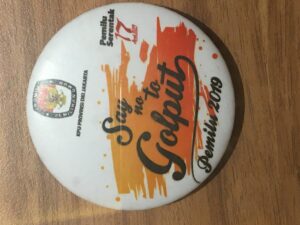 KPU PROVINSI DKI JAKARTA
Pemilu
Serentak
17
Say
no to
Golput
Pemilu 2019